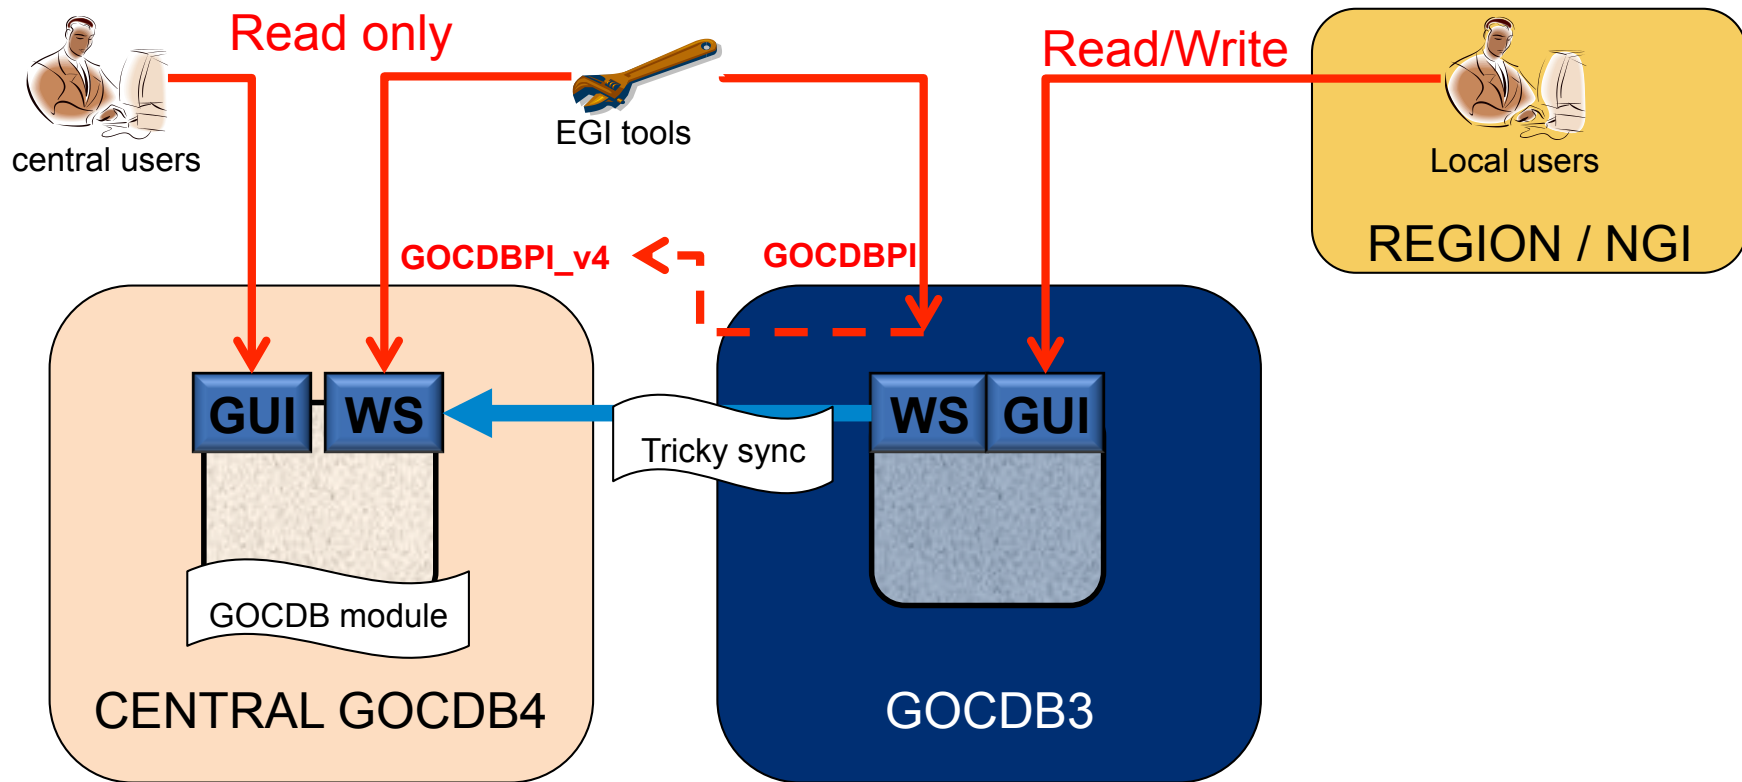 Read only
Read/Write
EGI tools
central users
Local users
REGION / NGI
GOCDBPI_v4
GOCDBPI
GUI
WS
WS
GUI
Tricky sync
GOCDB module
CENTRAL GOCDB4
GOCDB3